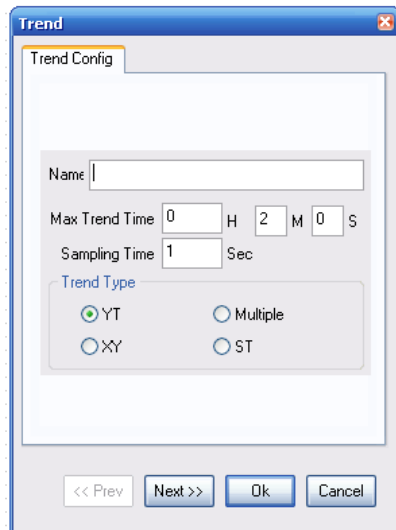 Trend
Trend Config
Name
Max Trend Time 0 H 2 M 0 S
Sampling Time 1 Sec
Trend Type
YT Multiple
XY ST
<< Prev Next >> Ok Cancel